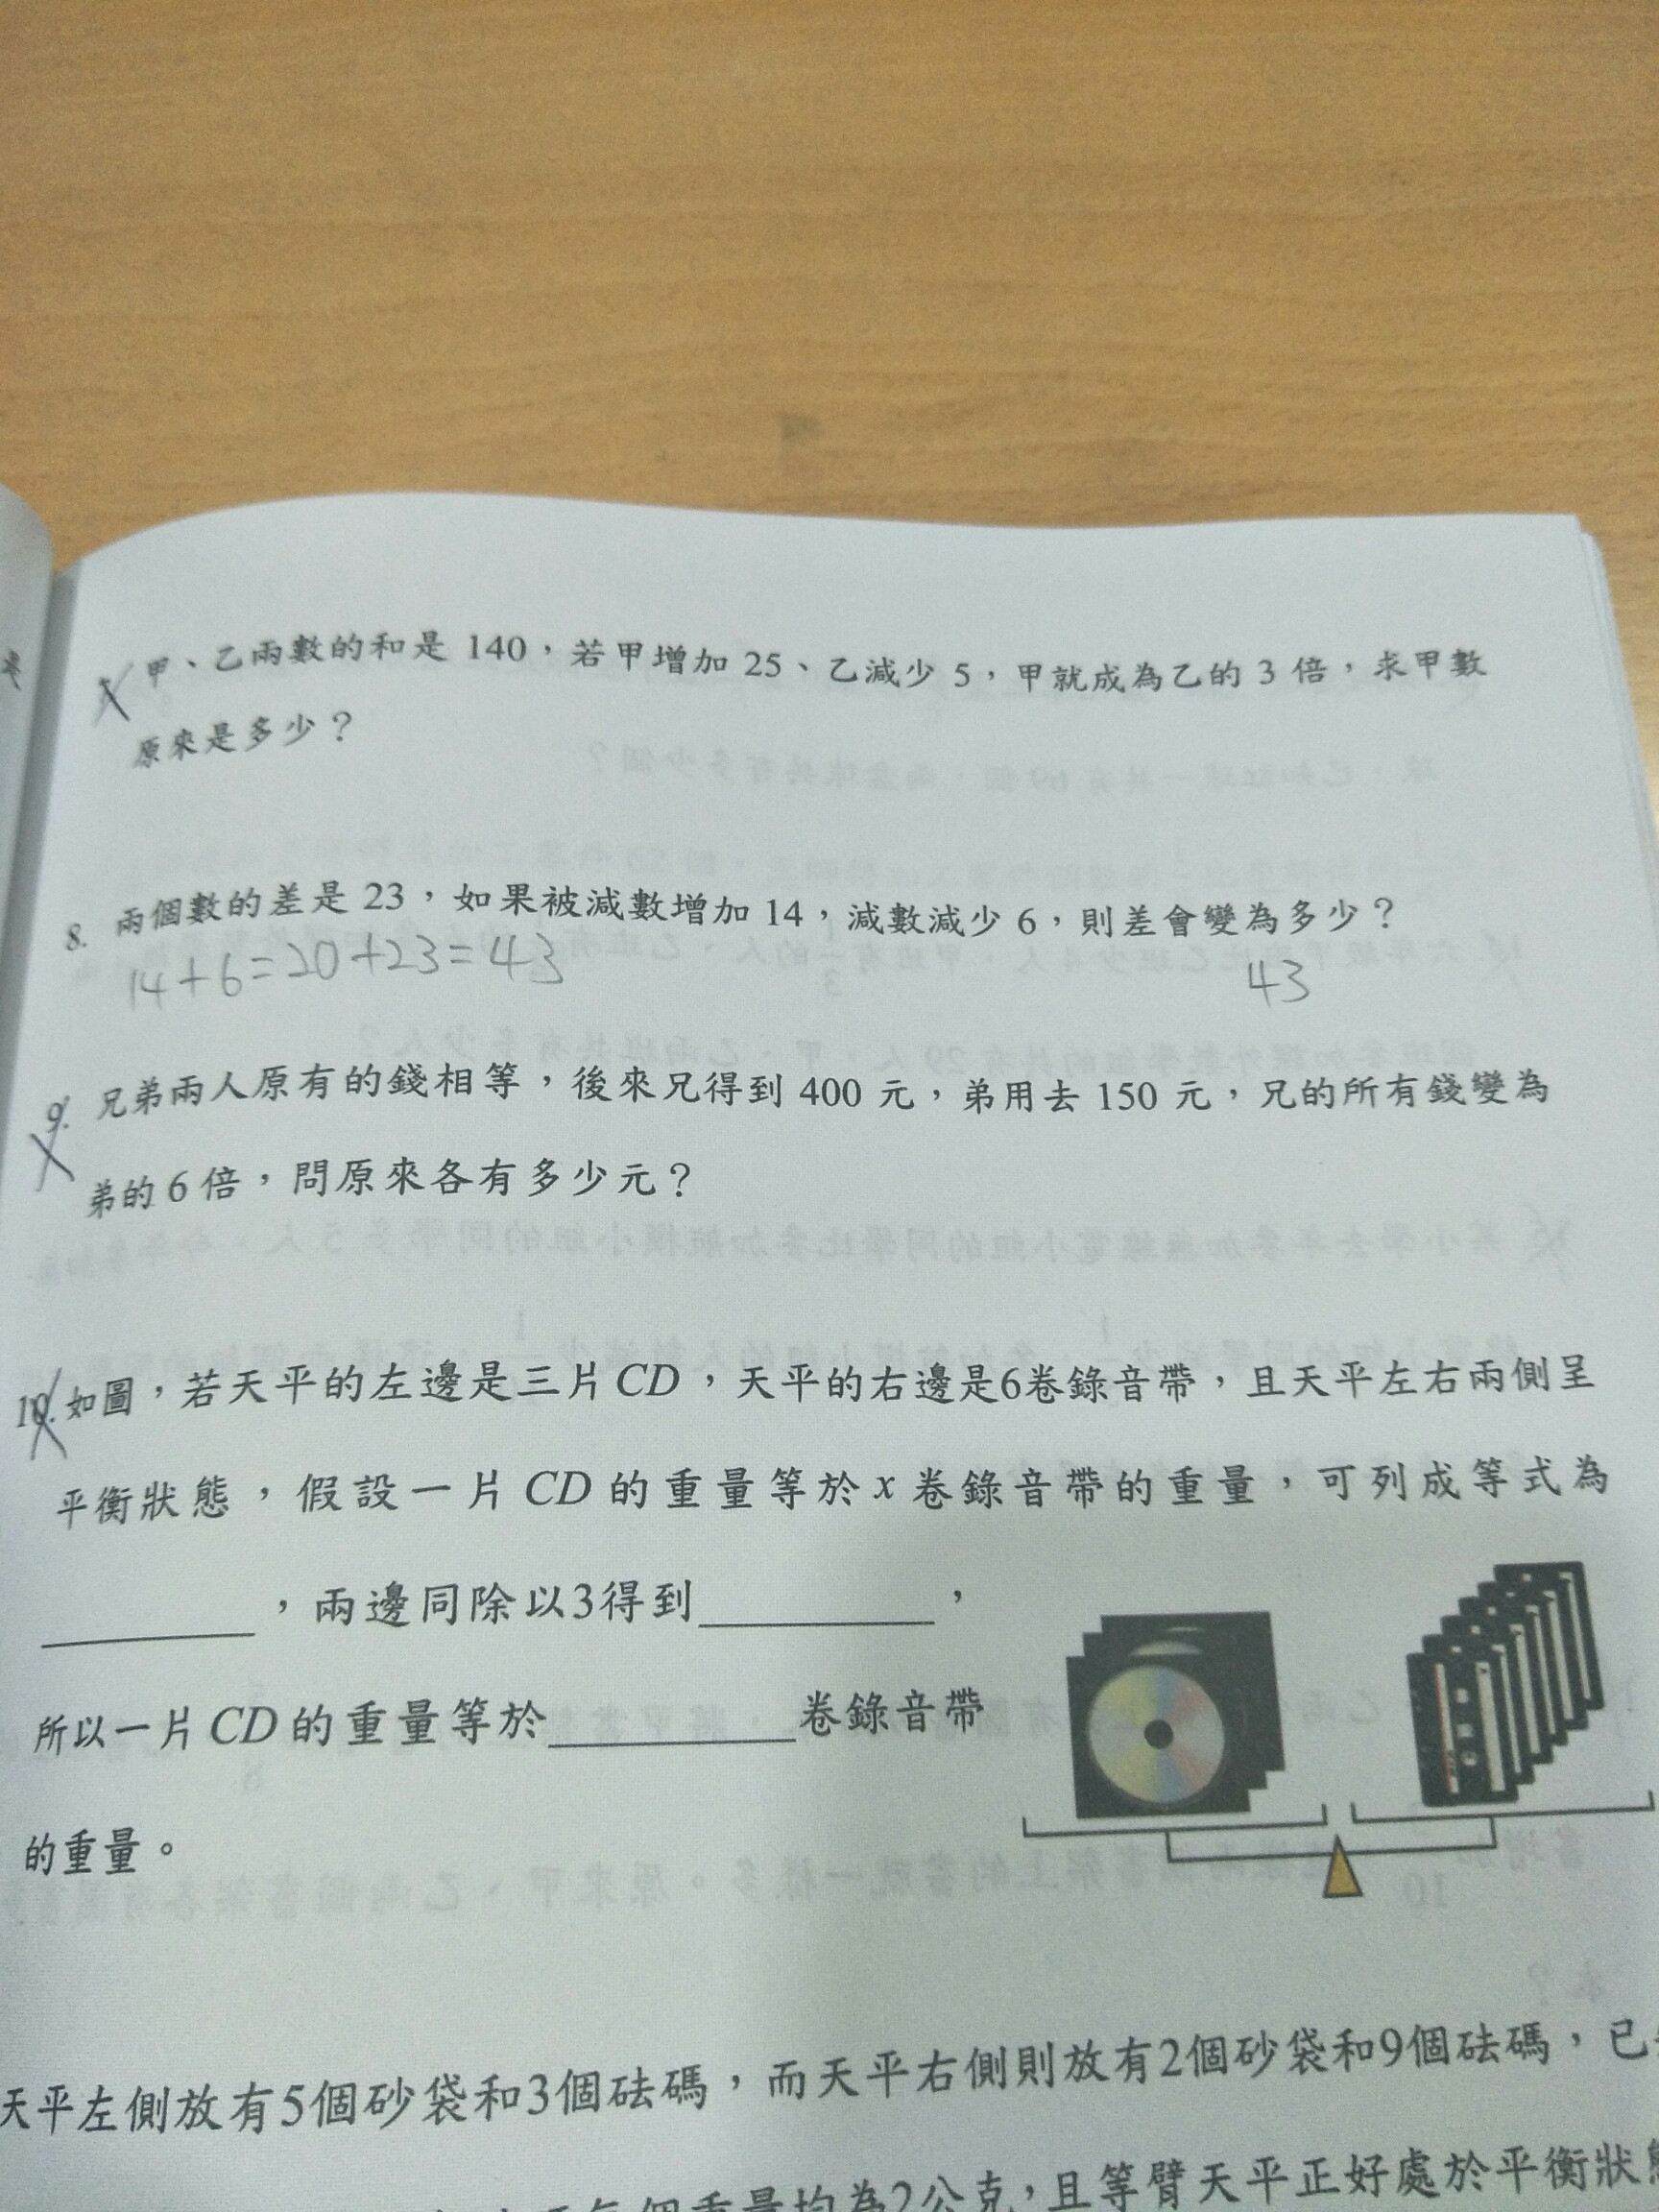 甲、乙兩數的和是 140，若甲增加 25、乙減少 5，甲就成為乙的 3 倍，求甲數
原來是多少？
8. 兩個數的差是 23，如果被減數增加 14，減數減少 6，則差會變為多少？
14+6=20+23=43
43
9. 兄弟兩人原有的錢相等，後來兄得到 400 元，弟用去 150 元，兄的所有錢變為
弟的 6 倍，問原來各有多少元？
10. 如圖，若天平的左邊是三片CD，天平的右邊是6卷錄音帶，且天平左右兩側呈
平衡狀態，假設一片 CD 的重量等於 x 卷錄音帶的重量，可列成等式為
，兩邊同除以3得到 ，
所以一片 CD 的重量等於 卷錄音帶
的重量。
天平左側放有5個砂袋和3個砝碼，而天平右側則放有2個砂袋和9個砝碼，已
個重量均為2公克，且等臂天平正好處於平衡狀態